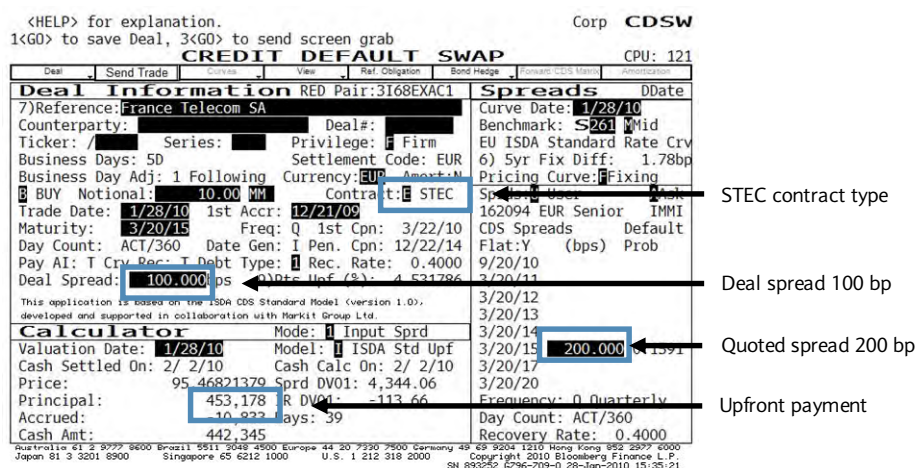 <HELP> for explanation. Corp CDSW
1<GO> to save Deal, 3<GO> to send screen grab
CREDIT DEFAULT SWAP CPU: 121
Deal Send Trade Curves View Ref. Obligation Bond Hedge Forward CDS Matrix Amortization
Deal Information RED Pair:3I68EXAC1
7)Reference:France Telecom SA
Counterparty: Deal#:
Ticker: / Series: Privilege: F Firm
Business Days: 5D Settlement Code: EUR
Business Day Adj: 1 Following Currency:EUR Amort:N
B BUY Notional: 10.00 MM Contract:E STEC
Trade Date: 1/28/10 1st Accr: 12/21/09
Maturity: 3/20/15 Freq: Q 1st Cpn: 3/22/10
Day Count: ACT/360 Date Gen: I Pen. Cpn: 12/22/14
Pay AI: T Crv Rec: T Debt Type: 1 Rec. Rate: 0.4000
Deal Spread: 100.000bps Pts Upf (%): 4.531786
This application is based on the ISDA CDS Standard Model (version 1.0),
developed and supported in collaboration with Markit Group Ltd.
Calculator Mode: 1 Input Sprd
Valuation Date: 1/28/10 Model: I ISDA Std Upf
Cash Settled On: 2/ 2/10 Cash Calc On: 2/ 2/10
Price: 95.46821379 Sprd DV01: 4,344.06
Principal: 453,178 IR DV01: -113.66
Accrued: -10,833 Days: 39
Cash Amt: 442,345
Spreads DDate
Curve Date: 1/28/10
Benchmark: S261 MMid
EU ISDA Standard Rate Crv
6) 5yr Fix Diff: 1.78bp
Pricing Curve:FFixing
Sprds:U User AAsk
162094 EUR Senior IMMI
CDS Spreads Default
Flat:Y (bps) Prob
9/20/10
3/20/11
3/20/12
3/20/13
3/20/14
3/20/15 200.000 0.1591
3/20/17
3/20/20
Frequency: Q Quarterly
Day Count: ACT/360
Recovery Rate: 0.4000
STEC contract type
Deal spread 100 bp
Quoted spread 200 bp
Upfront payment
Australia 61 2 9777 8600 Brazil 5511 3048 4500 Europe 44 20 7330 7500 Germany 49 69 9204 1210 Hong Kong 852 2977 6000
Japan 81 3 3201 8900 Singapore 65 6212 1000 U.S. 1 212 318 2000 Copyright 2010 Bloomberg Finance L.P.
SN 893252 G796-709-0 28-Jan-2010 15:35:21